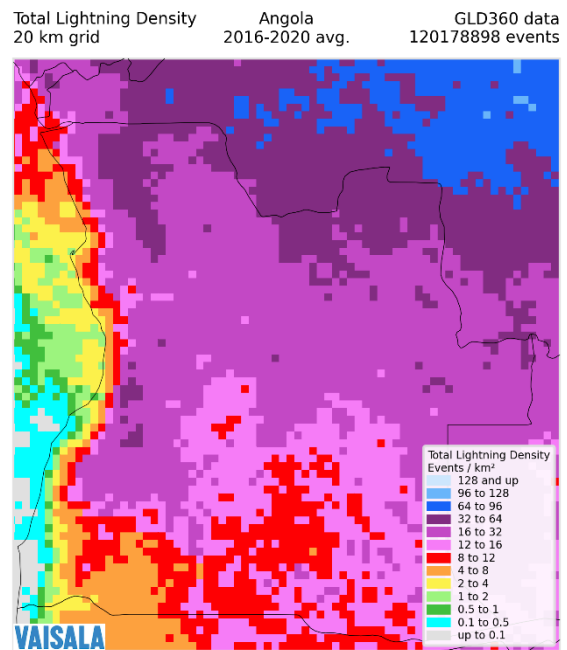 Total Lightning Density
20 km grid
Angola
2016-2020 avg.
GLD360 data
120178898 events
Total Lightning Density
Events / km²
128 and up
96 to 128
64 to 96
32 to 64
16 to 32
12 to 16
8 to 12
4 to 8
2 to 4
1 to 2
0.5 to 1
0.1 to 0.5
up to 0.1
VAISALA